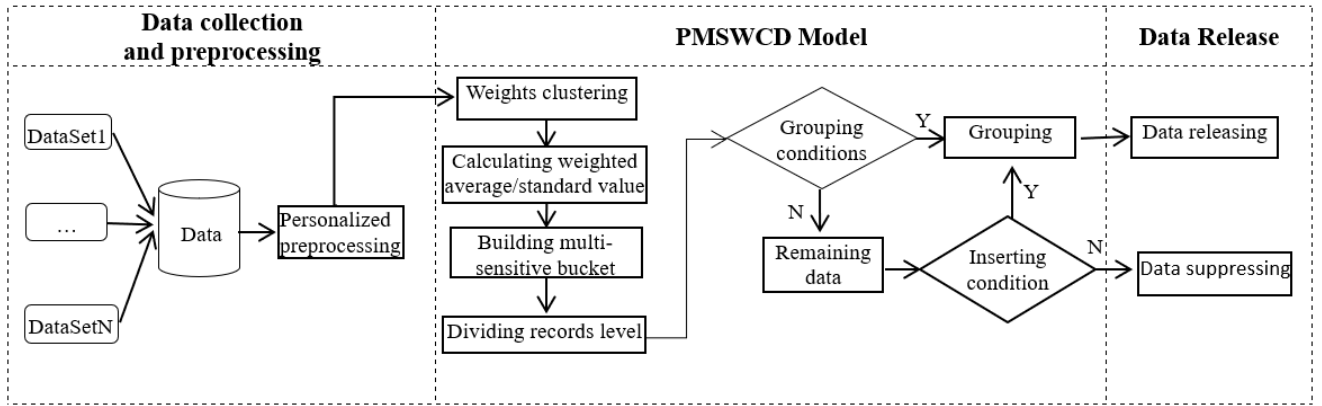 Data collection
and preprocessing
PMSWCD Model
Data Release
DataSet1
...
DataSetN
Data
Personalized
preprocessing
Weights clustering
Calculating weighted
average/standard value
Building multi-
sensitive bucket
Dividing records level
Grouping
conditions
Y
N
Grouping
Remaining
data
Inserting
condition
Y
N
Data releasing
Data suppressing